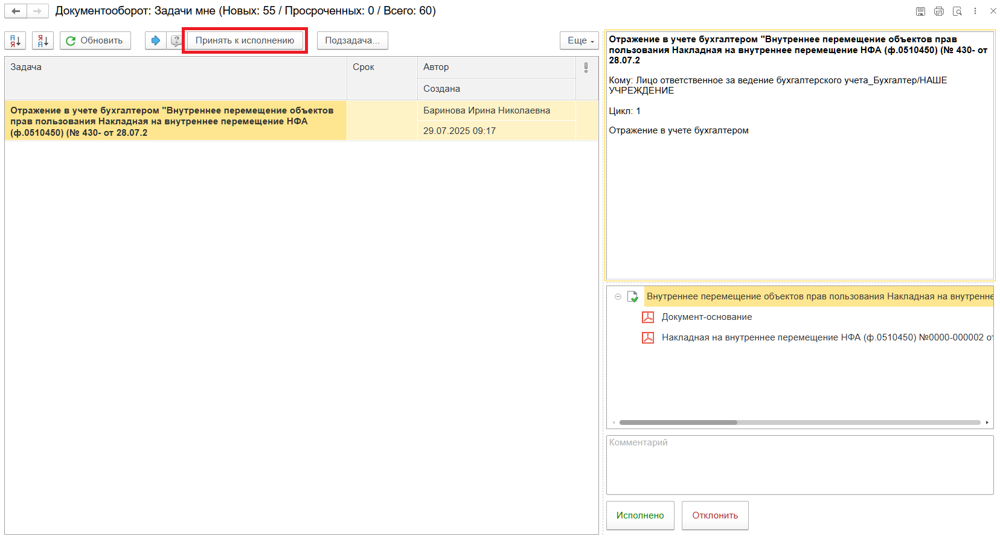 Документооборот: Задачи мне (Новых: 55 / Просроченных: 0 / Всего: 60)
Обновить
Принять к исполнению
Подзадача...
Еще
Задача
Срок
Автор
Создана
Отражение в учете бухгалтером "Внутреннее перемещение объектов
прав пользования Накладная на внутреннее перемещение НФА
(ф.0510450) (№ 430- от 28.07.2
Баринова Ирина Николаевна
29.07.2025 09:17
Отражение в учете бухгалтером "Внутреннее перемещение объектов прав
пользования Накладная на внутреннее перемещение НФА (ф.0510450) (№ 430- от
28.07.2
Кому: Лицо ответственное за ведение бухгалтерского учета_Бухгалтер/НАШЕ
УЧРЕЖДЕНИЕ
Цикл: 1
Отражение в учете бухгалтером
Внутреннее перемещение объектов прав пользования Накладная на внутренне
Документ-основание
Накладная на внутреннее перемещение НФА (ф.0510450) №0000-000002 от
Комментарий
Исполнено
Отклонить